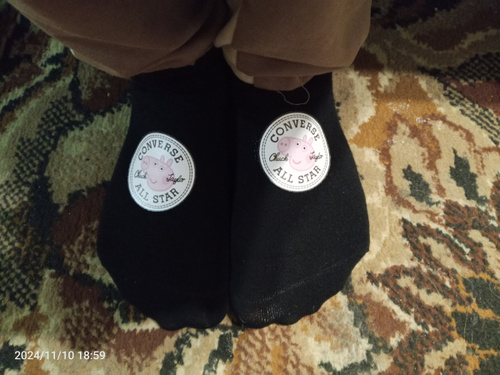 CONVERSE
Chuck Taylor
ALL STAR
CONVERSE
Chuck Taylor
ALL STAR
2024/11/10 18:59